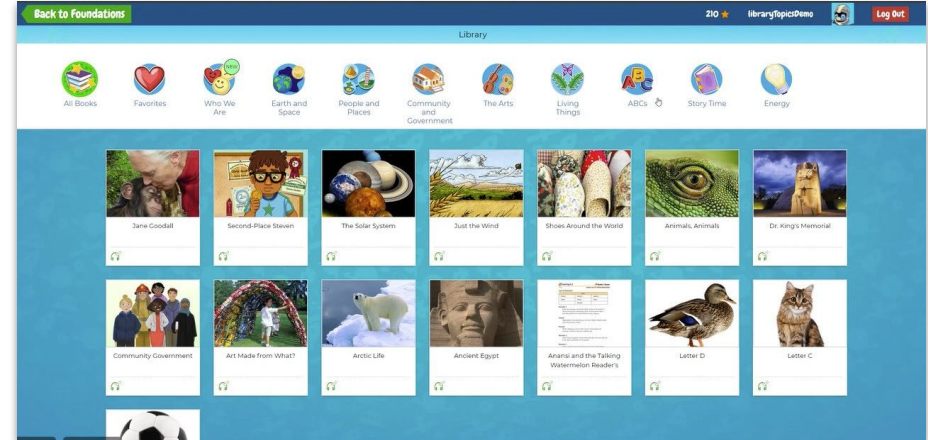 Back to Foundations
210
libraryTopicsDemo
Log Out
Library
NEW
All Books
Favorites
Who We
Are
Earth and
Space
People and
Places
Community
and
Government
The Arts
Living
Things
ABCs
Story Time
Energy
Jane Goodall
Second-Place Steven
The Solar System
Just the Wind
Shoes Around the World
Animals, Animals
Dr. King's Memorial
Community Government
Art Made from What?
Arctic Life
Ancient Egypt
Anansi and the Talking
Watermelon Reader's
Letter D
Letter C